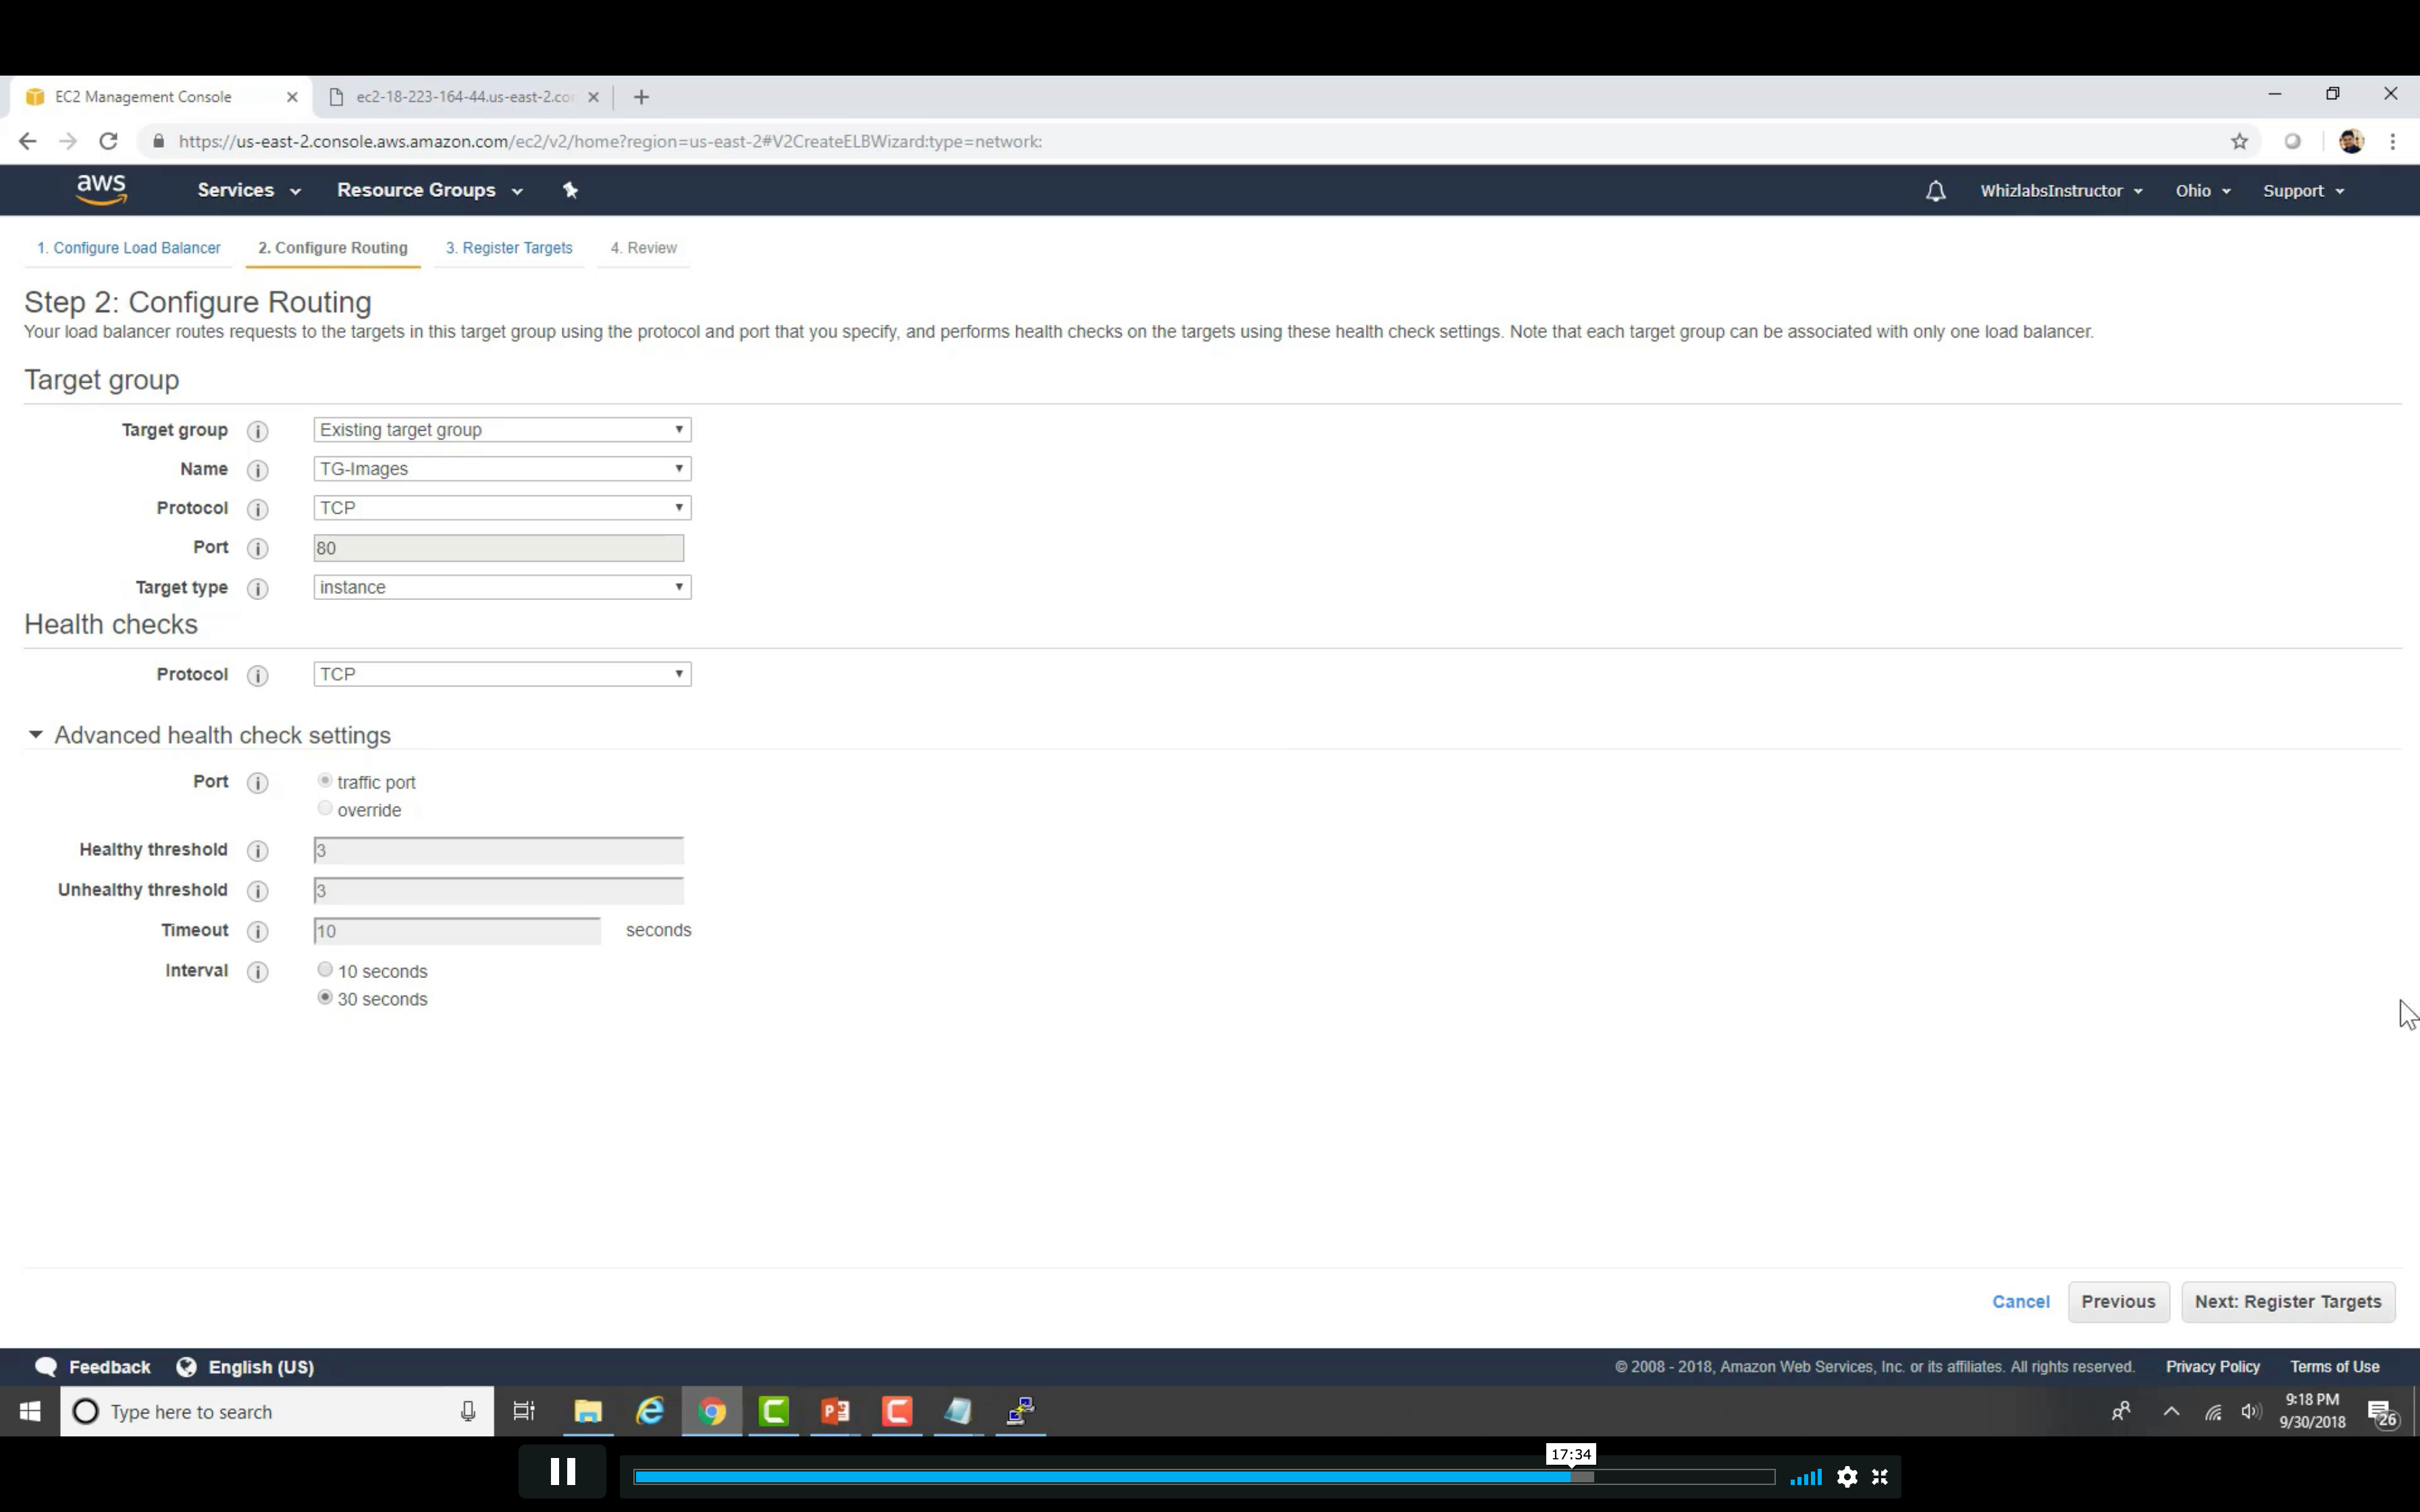 EC2 Management Console
ec2-18-223-164-44.us-east-2.co
https://us-east-2.console.aws.amazon.com/ec2/v2/home?region=us-east-2#V2CreateELBWizard:type=network:
aws Services Resource Groups WhizlabsInstructor Ohio Support
1. Configure Load Balancer 2. Configure Routing 3. Register Targets 4. Review
Step 2: Configure Routing
Your load balancer routes requests to the targets in this target group using the protocol and port that you specify, and performs health checks on the targets using these health check settings. Note that each target group can be associated with only one load balancer.
Target group
Target group i Existing target group
Name i TG-Images
Protocol i TCP
Port i 80
Target type i instance
Health checks
Protocol i TCP
Advanced health check settings
Port i traffic port
override
Healthy threshold i 3
Unhealthy threshold i 3
Timeout i 10 seconds
Interval i 10 seconds
30 seconds
Cancel Previous Next: Register Targets
Feedback English (US) © 2008 - 2018, Amazon Web Services, Inc. or its affiliates. All rights reserved. Privacy Policy Terms of Use
Type here to search
9:18 PM
9/30/2018
26
17:34